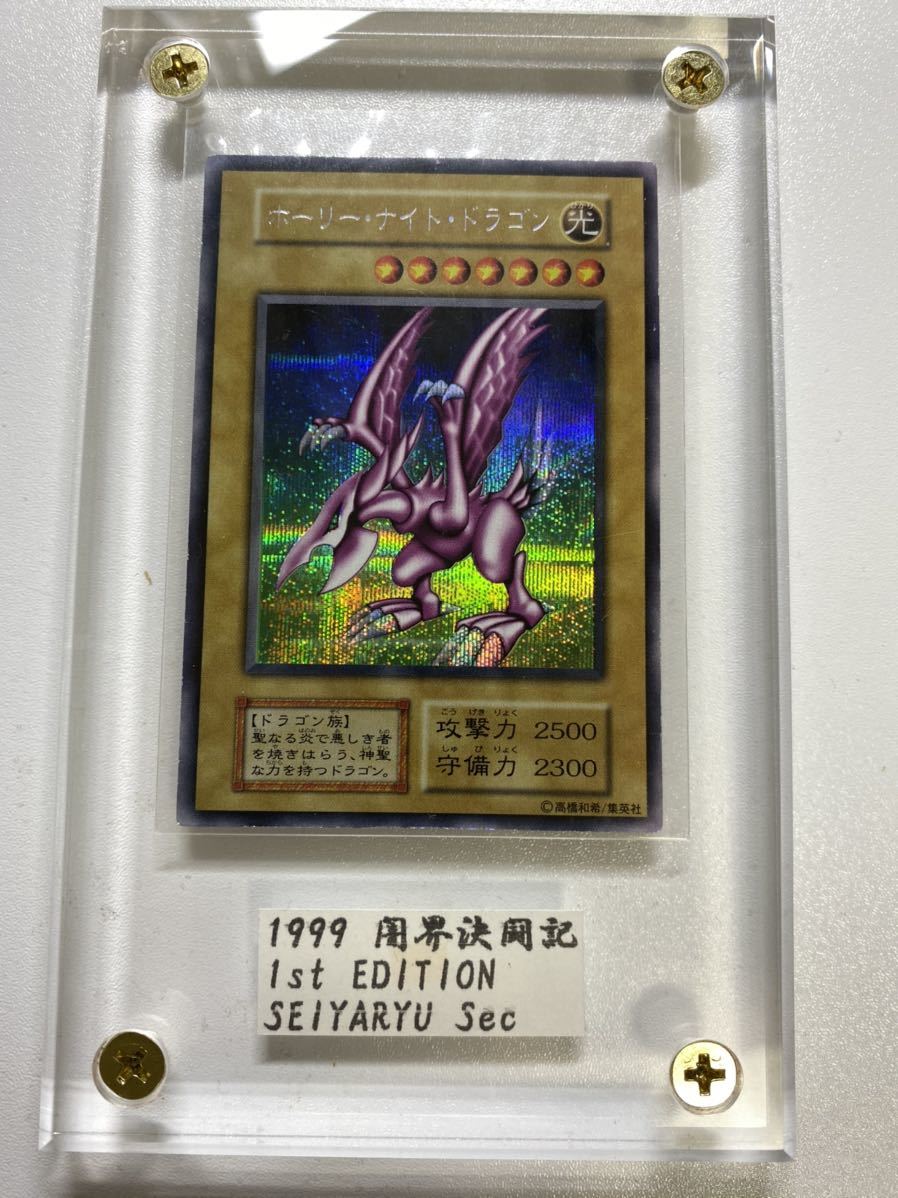 ホーリー・ナイト・ドラゴン 光
【ドラゴン族】
聖なる炎で悪しき者
を焼きはらう、神聖
な力を持つドラゴン。
攻撃力 2500
守備力 2300
©高橋和希/集英社
1999 闇界決闘記
1st EDITION
SEIYARYU Sec